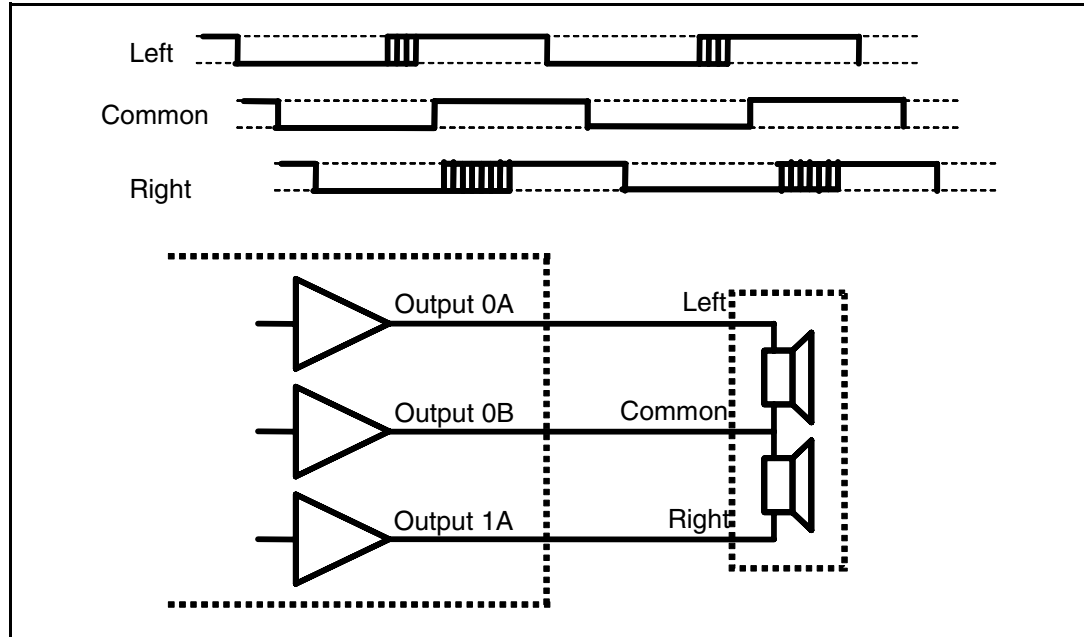 Left
Common
Right
Output 0A
Left
Output 0B
Common
Output 1A
Right